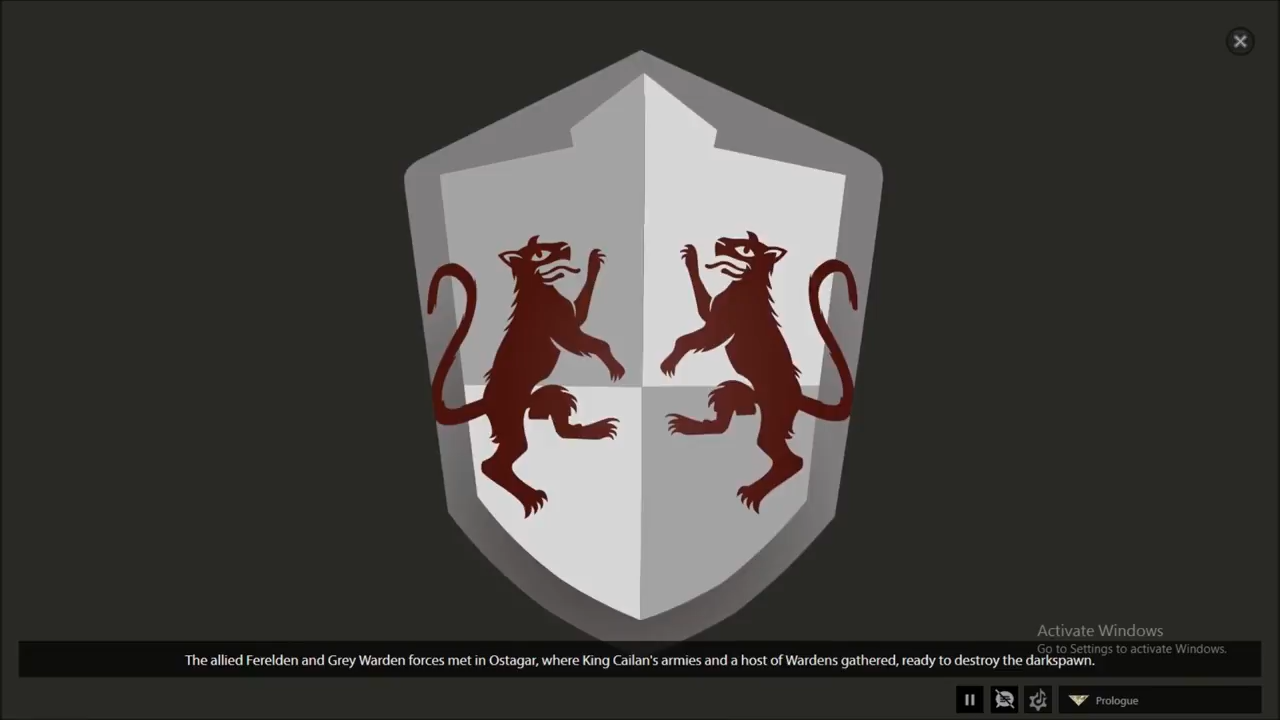 Activate Windows
Go to Settings to activate Windows.
The allied Ferelden and Grey Warden forces met in Ostagar, where King Cailan's armies and a host of Wardens gathered, ready to destroy the darkspawn.
Prologue